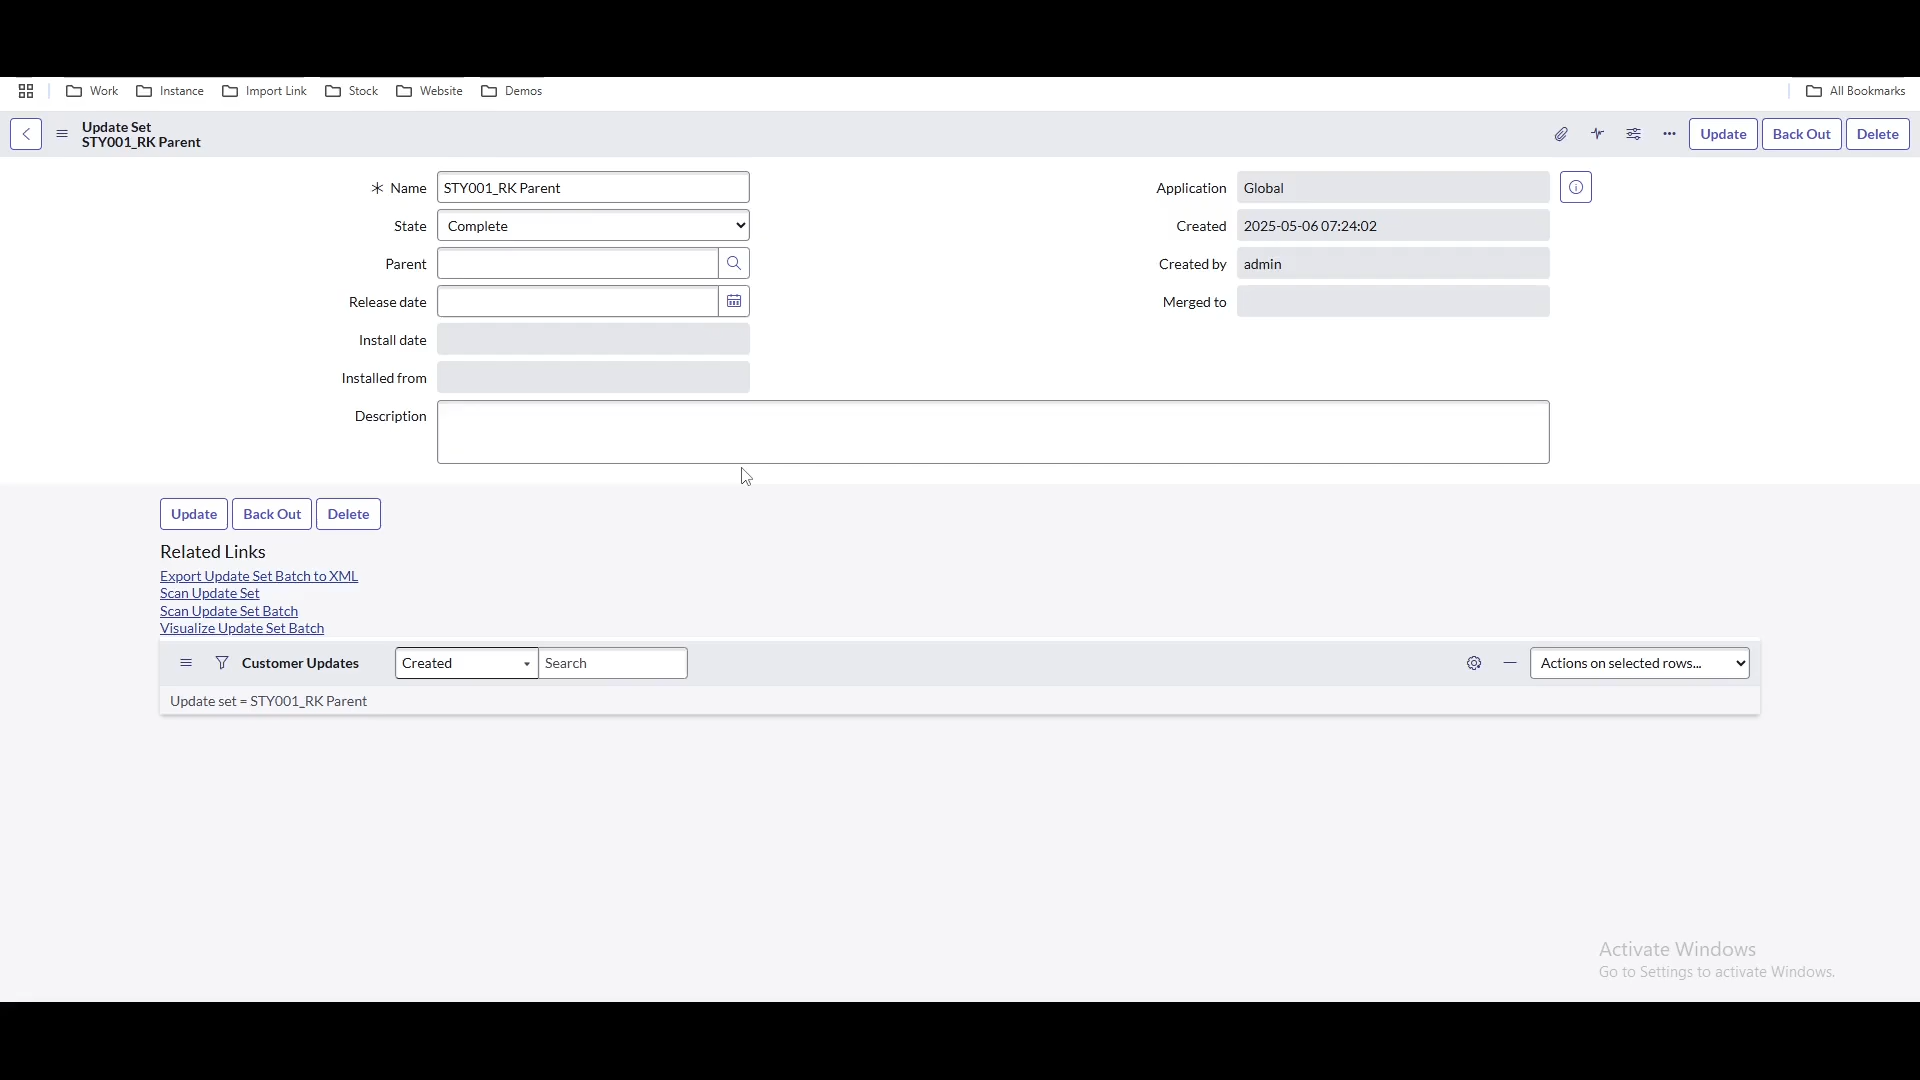 Work Instance Import Link Stock Website Demos All Bookmarks
Update Set
STY001_RK Parent
Update Back Out Delete
Name STY001_RK Parent
Application Global
State Complete
Created 2025-05-06 07:24:02
Parent
Created by admin
Release date
Merged to
Install date
Installed from
Description
Update Back Out Delete
Related Links
Export Update Set Batch to XML
Scan Update Set
Scan Update Set Batch
Visualize Update Set Batch
Customer Updates Created Search Actions on selected rows...
Update set = STY001_RK Parent
Activate Windows
Go to Settings to activate Windows.